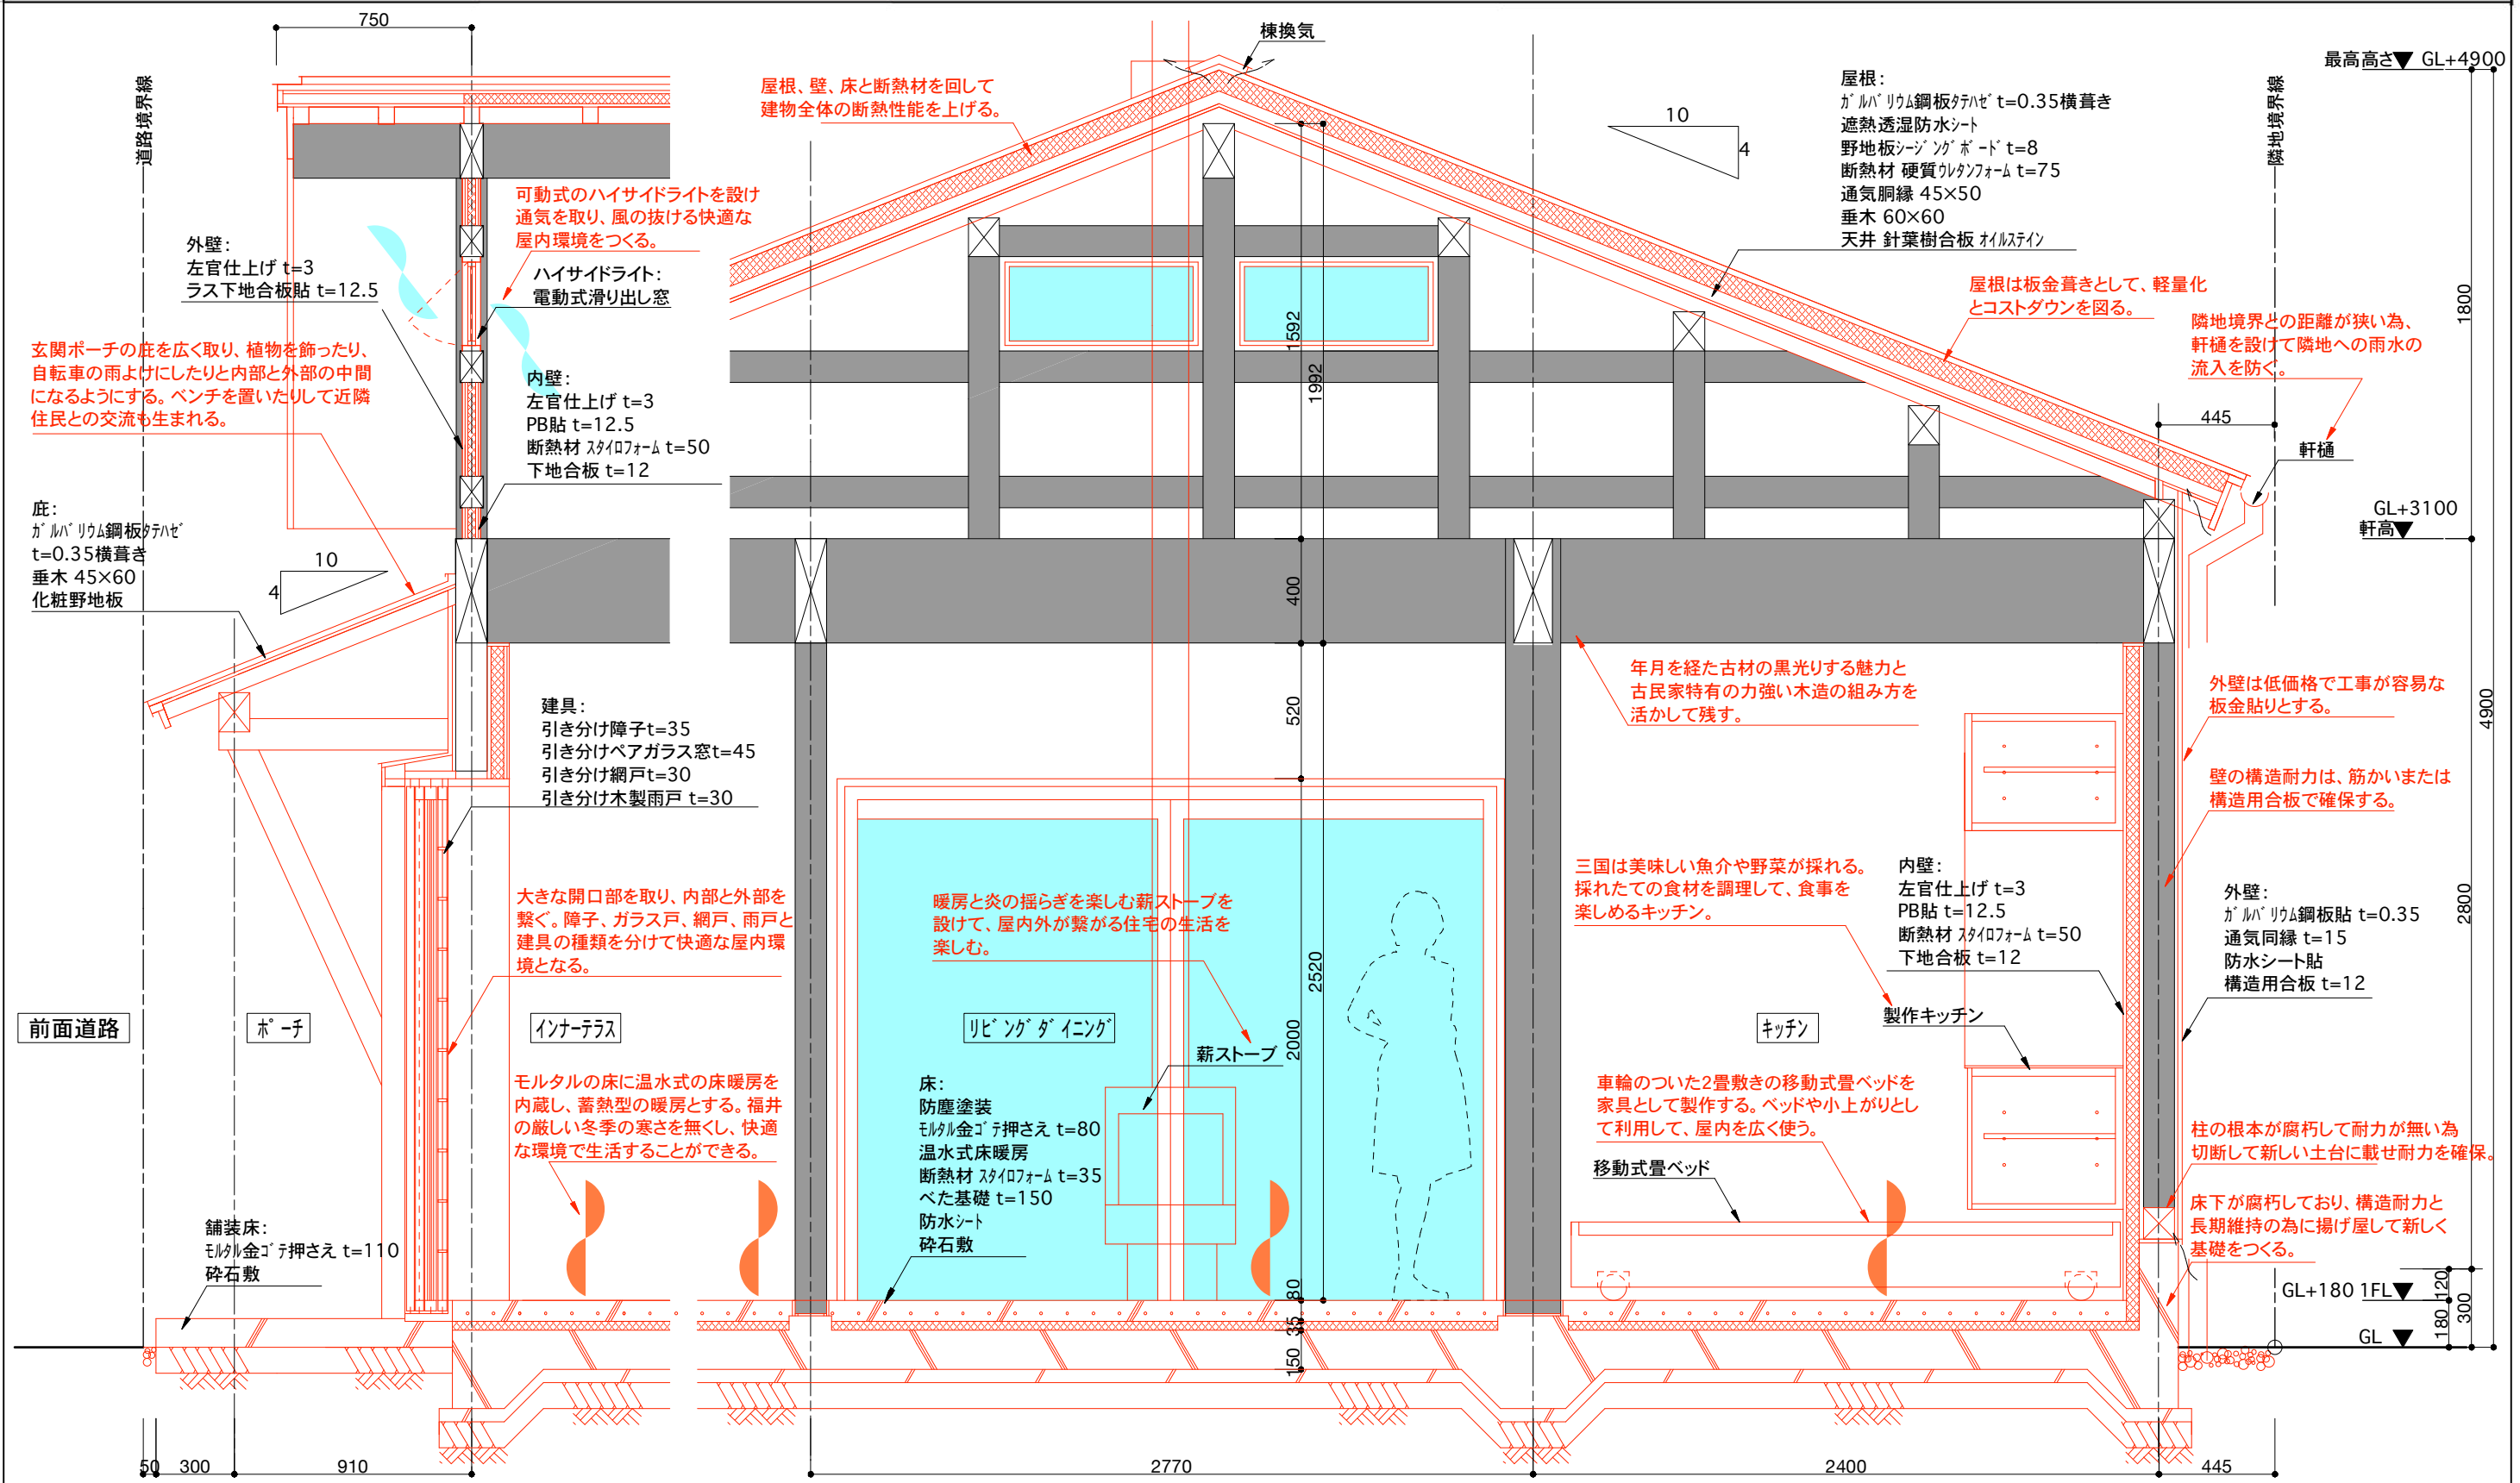 750
道路境界線
棟換気
屋根、壁、床と断熱材を回して
建物全体の断熱性能を上げる。
10
4
屋根:
ガルバリウム鋼板タテハゼt=0.35横葺き
遮熱透湿防水シート
野地板シージングボードt=8
断熱材 硬質ウレタンフォーム t=75
通気胴縁 45×50
垂木 60×60
天井 針葉樹合板 オイルステイン
最高高さ▼ GL+4900
隣地境界線
可動式のハイサイドライトを設け
通気を取り、風の抜ける快適な
屋内環境をつくる。
外壁:
左官仕上げ t=3
ラス下地合板貼 t=12.5
ハイサイドライト:
電動式滑り出し窓
屋根は板金葺きとして、軽量化
とコストダウンを図る。
隣地境界との距離が狭い為、
軒樋を設けて隣地への雨水の
流入を防ぐ。
玄関ポーチの庇を広く取り、植物を飾ったり、
自転車の雨よけにしたりと内部と外部の中間
になるようにする。ベンチを置いたりして近隣
住民との交流も生まれる。
内壁:
左官仕上げ t=3
PB貼 t=12.5
断熱材 スタイロフォーム t=50
下地合板 t=12
1592
1992
1800
445
軒樋
庇:
ガルバリウム鋼板タテハゼ
t=0.35横葺き
垂木 45×60
化粧野地板
10
4
GL+3100
軒高▼
400
520
年月を経た古材の黒光りする魅力と
古民家特有の力強い木造の組み方を
活かして残す。
外壁は低価格で工事が容易な
板金貼りとする。
4900
建具:
引き分け障子t=35
引き分けペアガラス窓t=45
引き分け網戸t=30
引き分け木製雨戸 t=30
壁の構造耐力は、筋かいまたは
構造用合板で確保する。
大きな開口部を取り、内部と外部を
繋ぐ。障子、ガラス戸、網戸、雨戸と
建具の種類を分けて快適な屋内環
境となる。
暖房と炎の揺らぎを楽しむ薪ストーブを
設けて、屋内外が繋がる住宅の生活を
楽しむ。
2520
2000
三国は美味しい魚介や野菜が採れる。
採れたての食材を調理して、食事を
楽しめるキッチン。
内壁:
左官仕上げ t=3
PB貼 t=12.5
断熱材 スタイロフォーム t=50
下地合板 t=12
外壁:
ガルバリウム鋼板貼 t=0.35
通気同縁 t=15
防水シート貼
構造用合板 t=12
2800
前面道路
ポーチ
インナーテラス
リビングダイニング
キッチン
製作キッチン
薪ストーブ
モルタルの床に温水式の床暖房を
内蔵し、蓄熱型の暖房とする。福井
の厳しい冬季の寒さを無くし、快適
な環境で生活することができる。
床:
防塵塗装
モルタル金ゴテ押さえ t=80
温水式床暖房
断熱材 スタイロフォーム t=35
べた基礎 t=150
防水シート
砕石敷
車輪のついた2畳敷きの移動式畳ベッドを
家具として製作する。ベッドや小上がりとし
て利用して、屋内を広く使う。
移動式畳ベッド
柱の根本が腐朽して耐力が無い為
切断して新しい土台に載せ耐力を確保。
床下が腐朽しており、構造耐力と
長期維持の為に揚げ屋して新しく
基礎をつくる。
舗装床:
モルタル金ゴテ押さえ t=110
砕石敷
80
35
150
GL+180 1FL▼
120
180
300
GL ▼
50
300
910
2770
2400
445